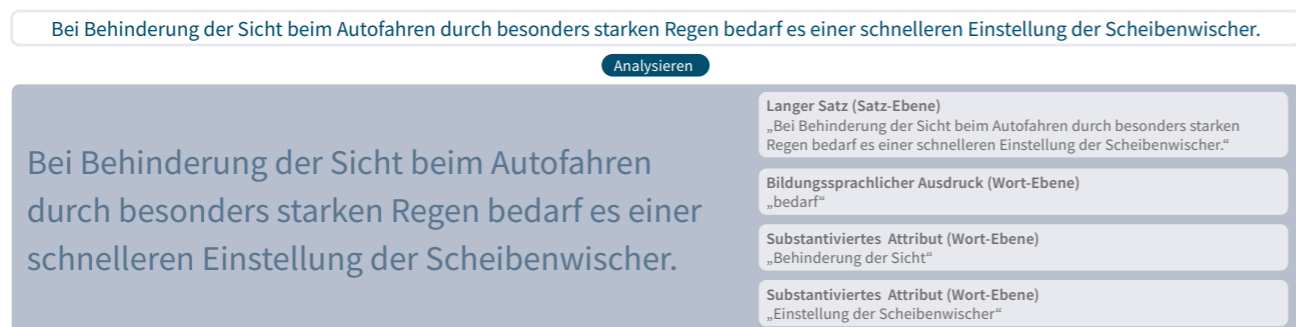 Bei Behinderung der Sicht beim Autofahren durch besonders starken Regen bedarf es einer schnelleren Einstellung der Scheibenwischer.
Analysieren
Bei Behinderung der Sicht beim Autofahren
durch besonders starken Regen bedarf es einer
schnelleren Einstellung der Scheibenwischer.
Langer Satz (Satz-Ebene)
„Bei Behinderung der Sicht beim Autofahren durch besonders starken
Regen bedarf es einer schnelleren Einstellung der Scheibenwischer.“
Bildungssprachlicher Ausdruck (Wort-Ebene)
„bedarf“
Substantiviertes Attribut (Wort-Ebene)
„Behinderung der Sicht“
Substantiviertes Attribut (Wort-Ebene)
„Einstellung der Scheibenwischer“